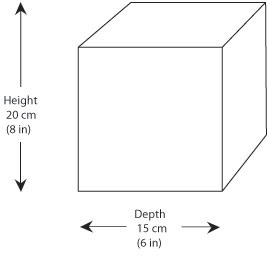 Height
20 cm
(8 in)
Depth
15 cm
(6 in)